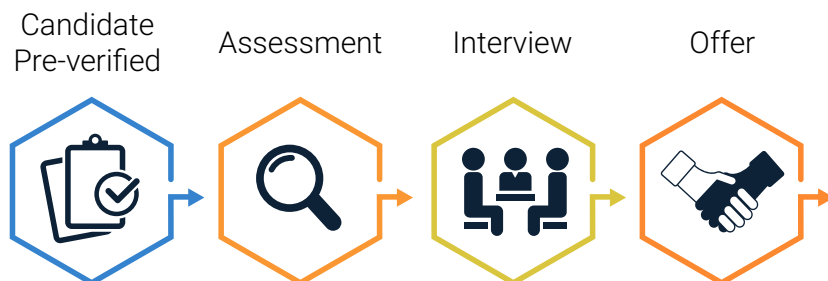 Candidate
Pre-verified
Assessment
Interview
Offer